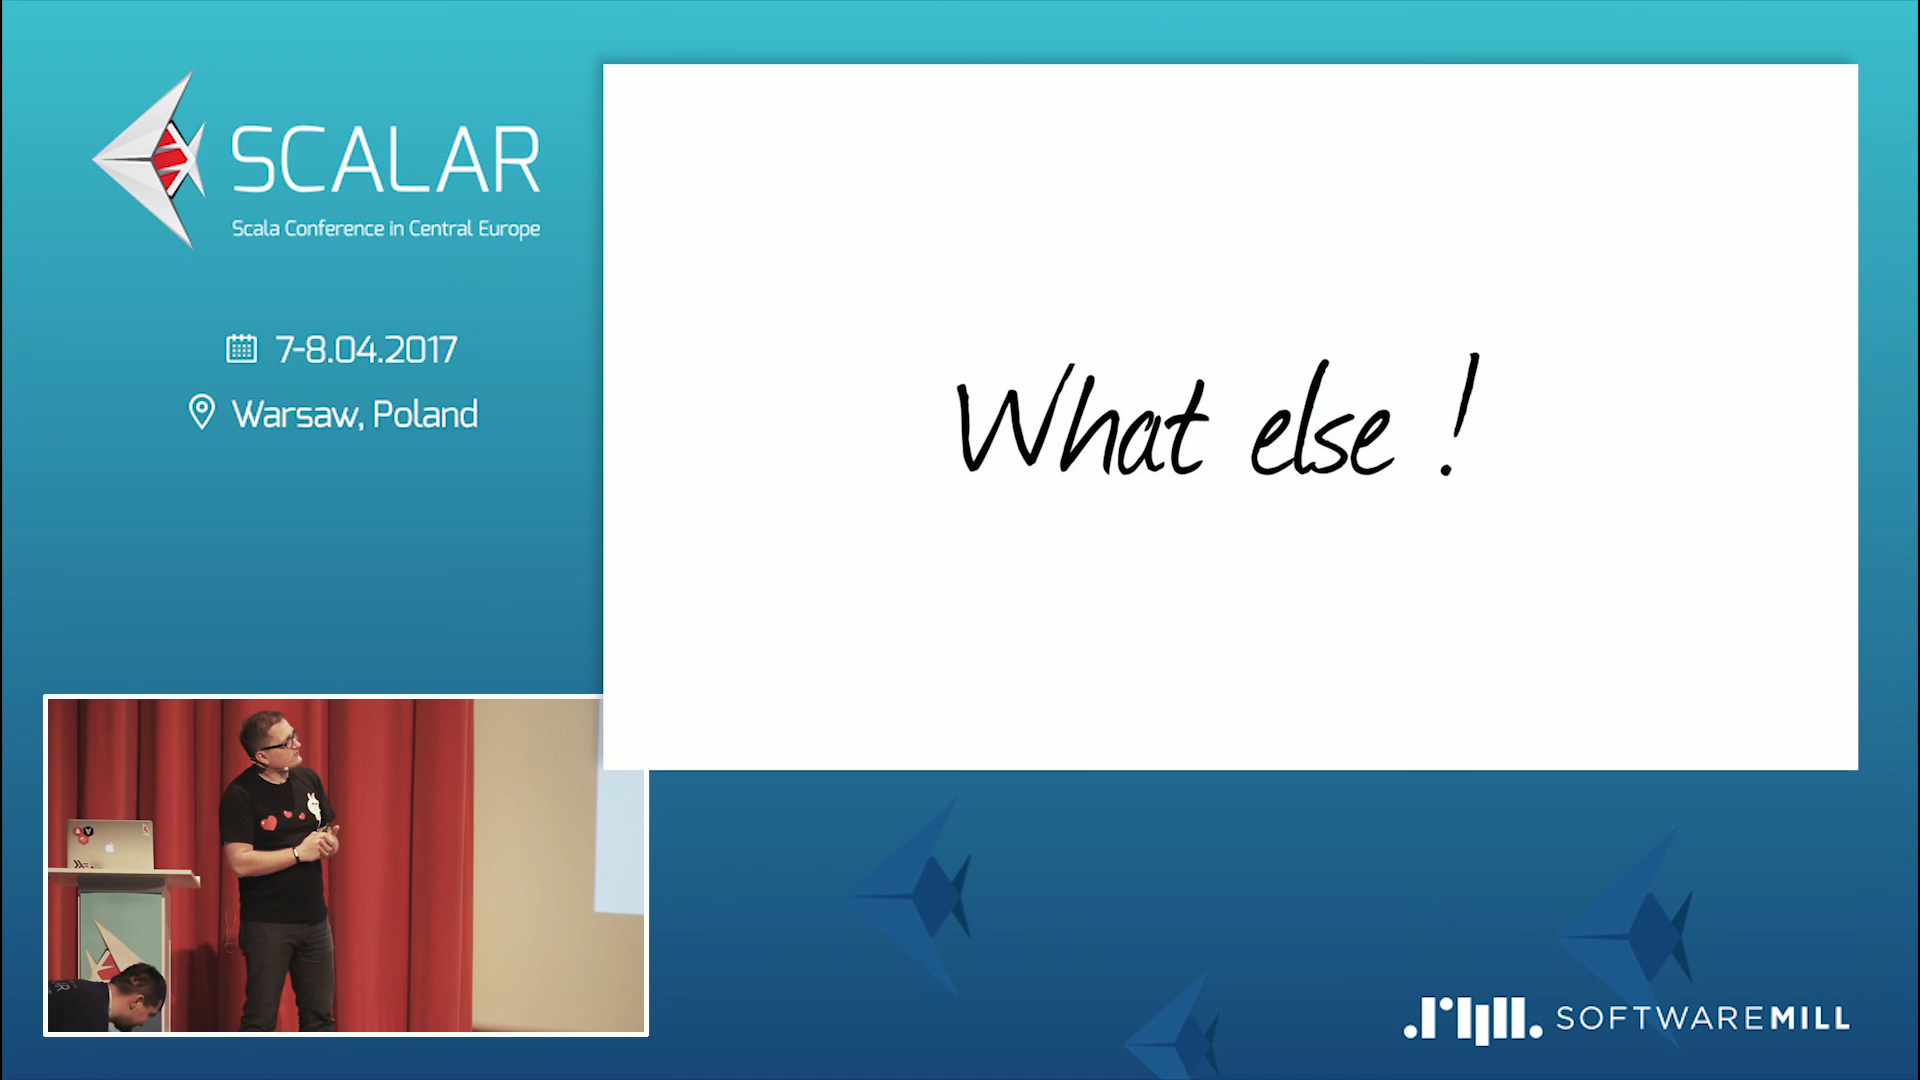 SCALAR
Scala Conference in Central Europe
7-8.04.2017
Warsaw, Poland
What else !
SOFTWAREMILL